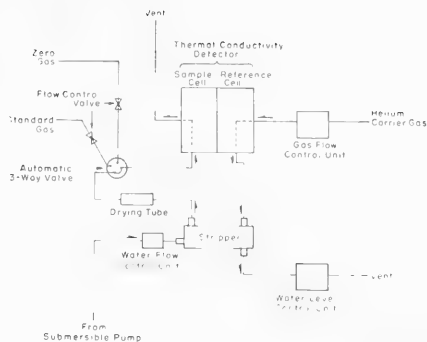 Vent
Thermal Conductivity
Detector
Zero
Gas
Sample
Cell
Reference
Cell
Flow Control
Valve
Standard
Gas
Helium
Carrier Gas
Gas Flow
Control Unit
Automatic
3-Way Valve
Drying Tube
Stripper
Water Flow
Vent
Water Level
From
Submersible Pump